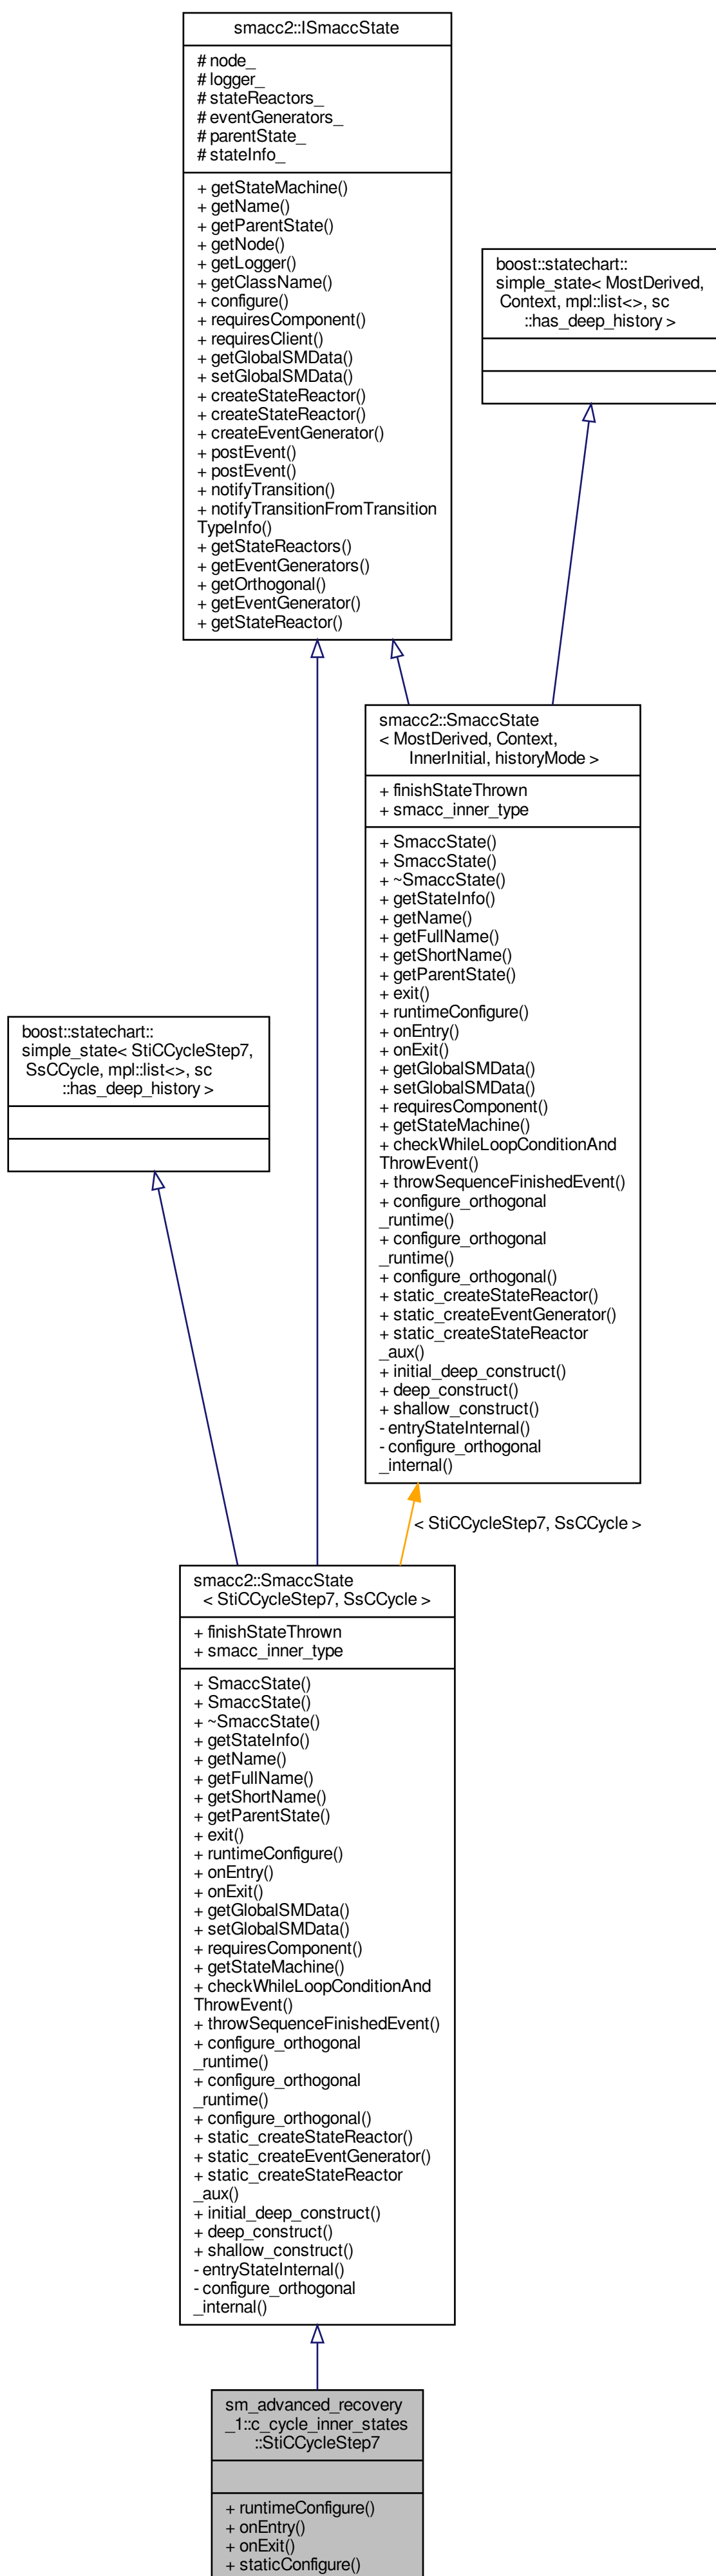 smacc2::ISmaccState
# node_
# logger_
# stateReactors_
# eventGenerators_
# parentState_
# stateInfo_
+ getStateMachine()
+ getName()
+ getParentState()
+ getNode()
+ getLogger()
+ getClassName()
+ configure()
+ requiresComponent()
+ requiresClient()
+ getGlobalSMData()
+ setGlobalSMData()
+ createStateReactor()
+ createStateReactor()
+ createEventGenerator()
+ postEvent()
+ postEvent()
+ notifyTransition()
+ notifyTransitionFromTransition
TypeInfo()
+ getStateReactors()
+ getEventGenerators()
+ getOrthogonal()
+ getEventGenerator()
+ getStateReactor()
boost::statechart::
simple_state< MostDerived,
Context, mpl::list<>, sc
::has_deep_history >
smacc2::SmaccState
< MostDerived, Context,
InnerInitial, historyMode >
+ finishStateThrown
+ smacc_inner_type
+ SmaccState()
+ SmaccState()
+ ~SmaccState()
+ getStateInfo()
+ getName()
+ getFullName()
+ getShortName()
+ getParentState()
+ exit()
+ runtimeConfigure()
+ onEntry()
+ onExit()
+ getGlobalSMData()
+ setGlobalSMData()
+ requiresComponent()
+ getStateMachine()
+ checkWhileLoopConditionAnd
ThrowEvent()
+ throwSequenceFinishedEvent()
+ configure_orthogonal
_runtime()
+ configure_orthogonal
_runtime()
+ configure_orthogonal()
+ static_createStateReactor()
+ static_createEventGenerator()
+ static_createStateReactor
_aux()
+ initial_deep_construct()
+ deep_construct()
+ shallow_construct()
- entryStateInternal()
- configure_orthogonal
_internal()
boost::statechart::
simple_state< StiCCycleStep7,
SsCCycle, mpl::list<>, sc
::has_deep_history >
< StiCCycleStep7, SsCCycle >
smacc2::SmaccState
< StiCCycleStep7, SsCCycle >
+ finishStateThrown
+ smacc_inner_type
+ SmaccState()
+ SmaccState()
+ ~SmaccState()
+ getStateInfo()
+ getName()
+ getFullName()
+ getShortName()
+ getParentState()
+ exit()
+ runtimeConfigure()
+ onEntry()
+ onExit()
+ getGlobalSMData()
+ setGlobalSMData()
+ requiresComponent()
+ getStateMachine()
+ checkWhileLoopConditionAnd
ThrowEvent()
+ throwSequenceFinishedEvent()
+ configure_orthogonal
_runtime()
+ configure_orthogonal
_runtime()
+ configure_orthogonal()
+ static_createStateReactor()
+ static_createEventGenerator()
+ static_createStateReactor
_aux()
+ initial_deep_construct()
+ deep_construct()
+ shallow_construct()
- entryStateInternal()
- configure_orthogonal
_internal()
sm_advanced_recovery
_1::c_cycle_inner_states
::StiCCycleStep7
+ runtimeConfigure()
+ onEntry()
+ onExit()
+ staticConfigure()